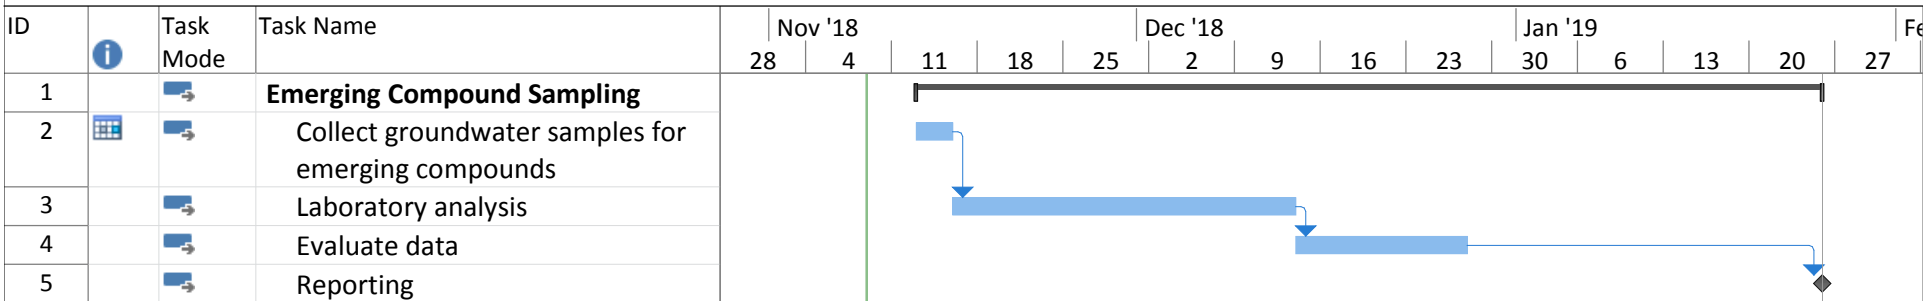 ID Task Mode Task Name Nov '18 Dec '18 Jan '19 Fe
28 4 11 18 25 2 9 16 23 30 6 13 20 27
1 Emerging Compound Sampling
2 Collect groundwater samples for
emerging compounds
3 Laboratory analysis
4 Evaluate data
5 Reporting